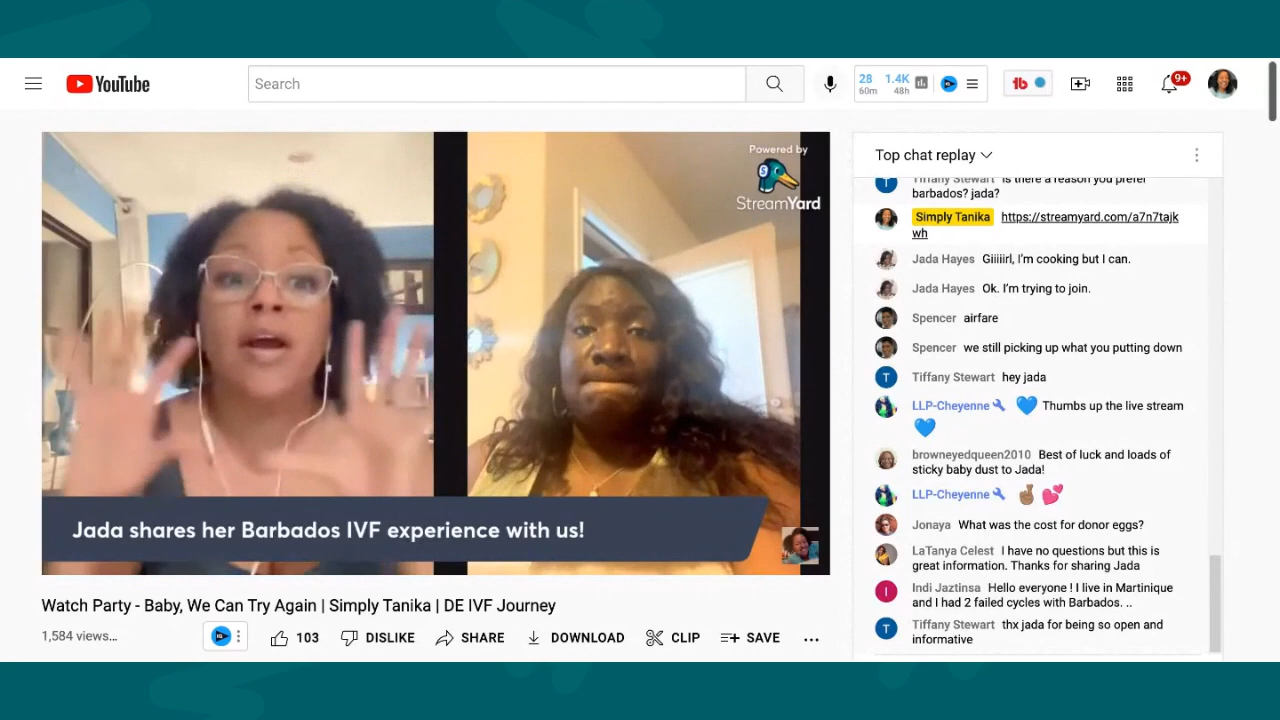 YouTube
Search
28
60m
1.4K
48h
9+
Powered by
StreamYard
Jada shares her Barbados IVF experience with us!
Watch Party - Baby, We Can Try Again | Simply Tanika | DE IVF Journey
1,584 views...
103
DISLIKE
SHARE
DOWNLOAD
CLIP
SAVE
Top chat replay
T
Tiffany Stewart is there a reason you prefer
barbados? jada?
Simply Tanika https://streamyard.com/a7n7tajk
wh
Jada Hayes Giiiiirl, I'm cooking but I can.
Jada Hayes Ok. I'm trying to join.
Spencer airfare
Spencer we still picking up what you putting down
T
Tiffany Stewart hey jada
LLP-Cheyenne 💙 Thumbs up the live stream
💙
browneyedqueen2010 Best of luck and loads of
sticky baby dust to Jada!
LLP-Cheyenne 🤞🏽 💕
Jonaya What was the cost for donor eggs?
LaTanya Celest I have no questions but this is
great information. Thanks for sharing Jada
I
Indi Jaztinsa Hello everyone ! I live in Martinique
and I had 2 failed cycles with Barbados. ..
T
Tiffany Stewart thx jada for being so open and
informative